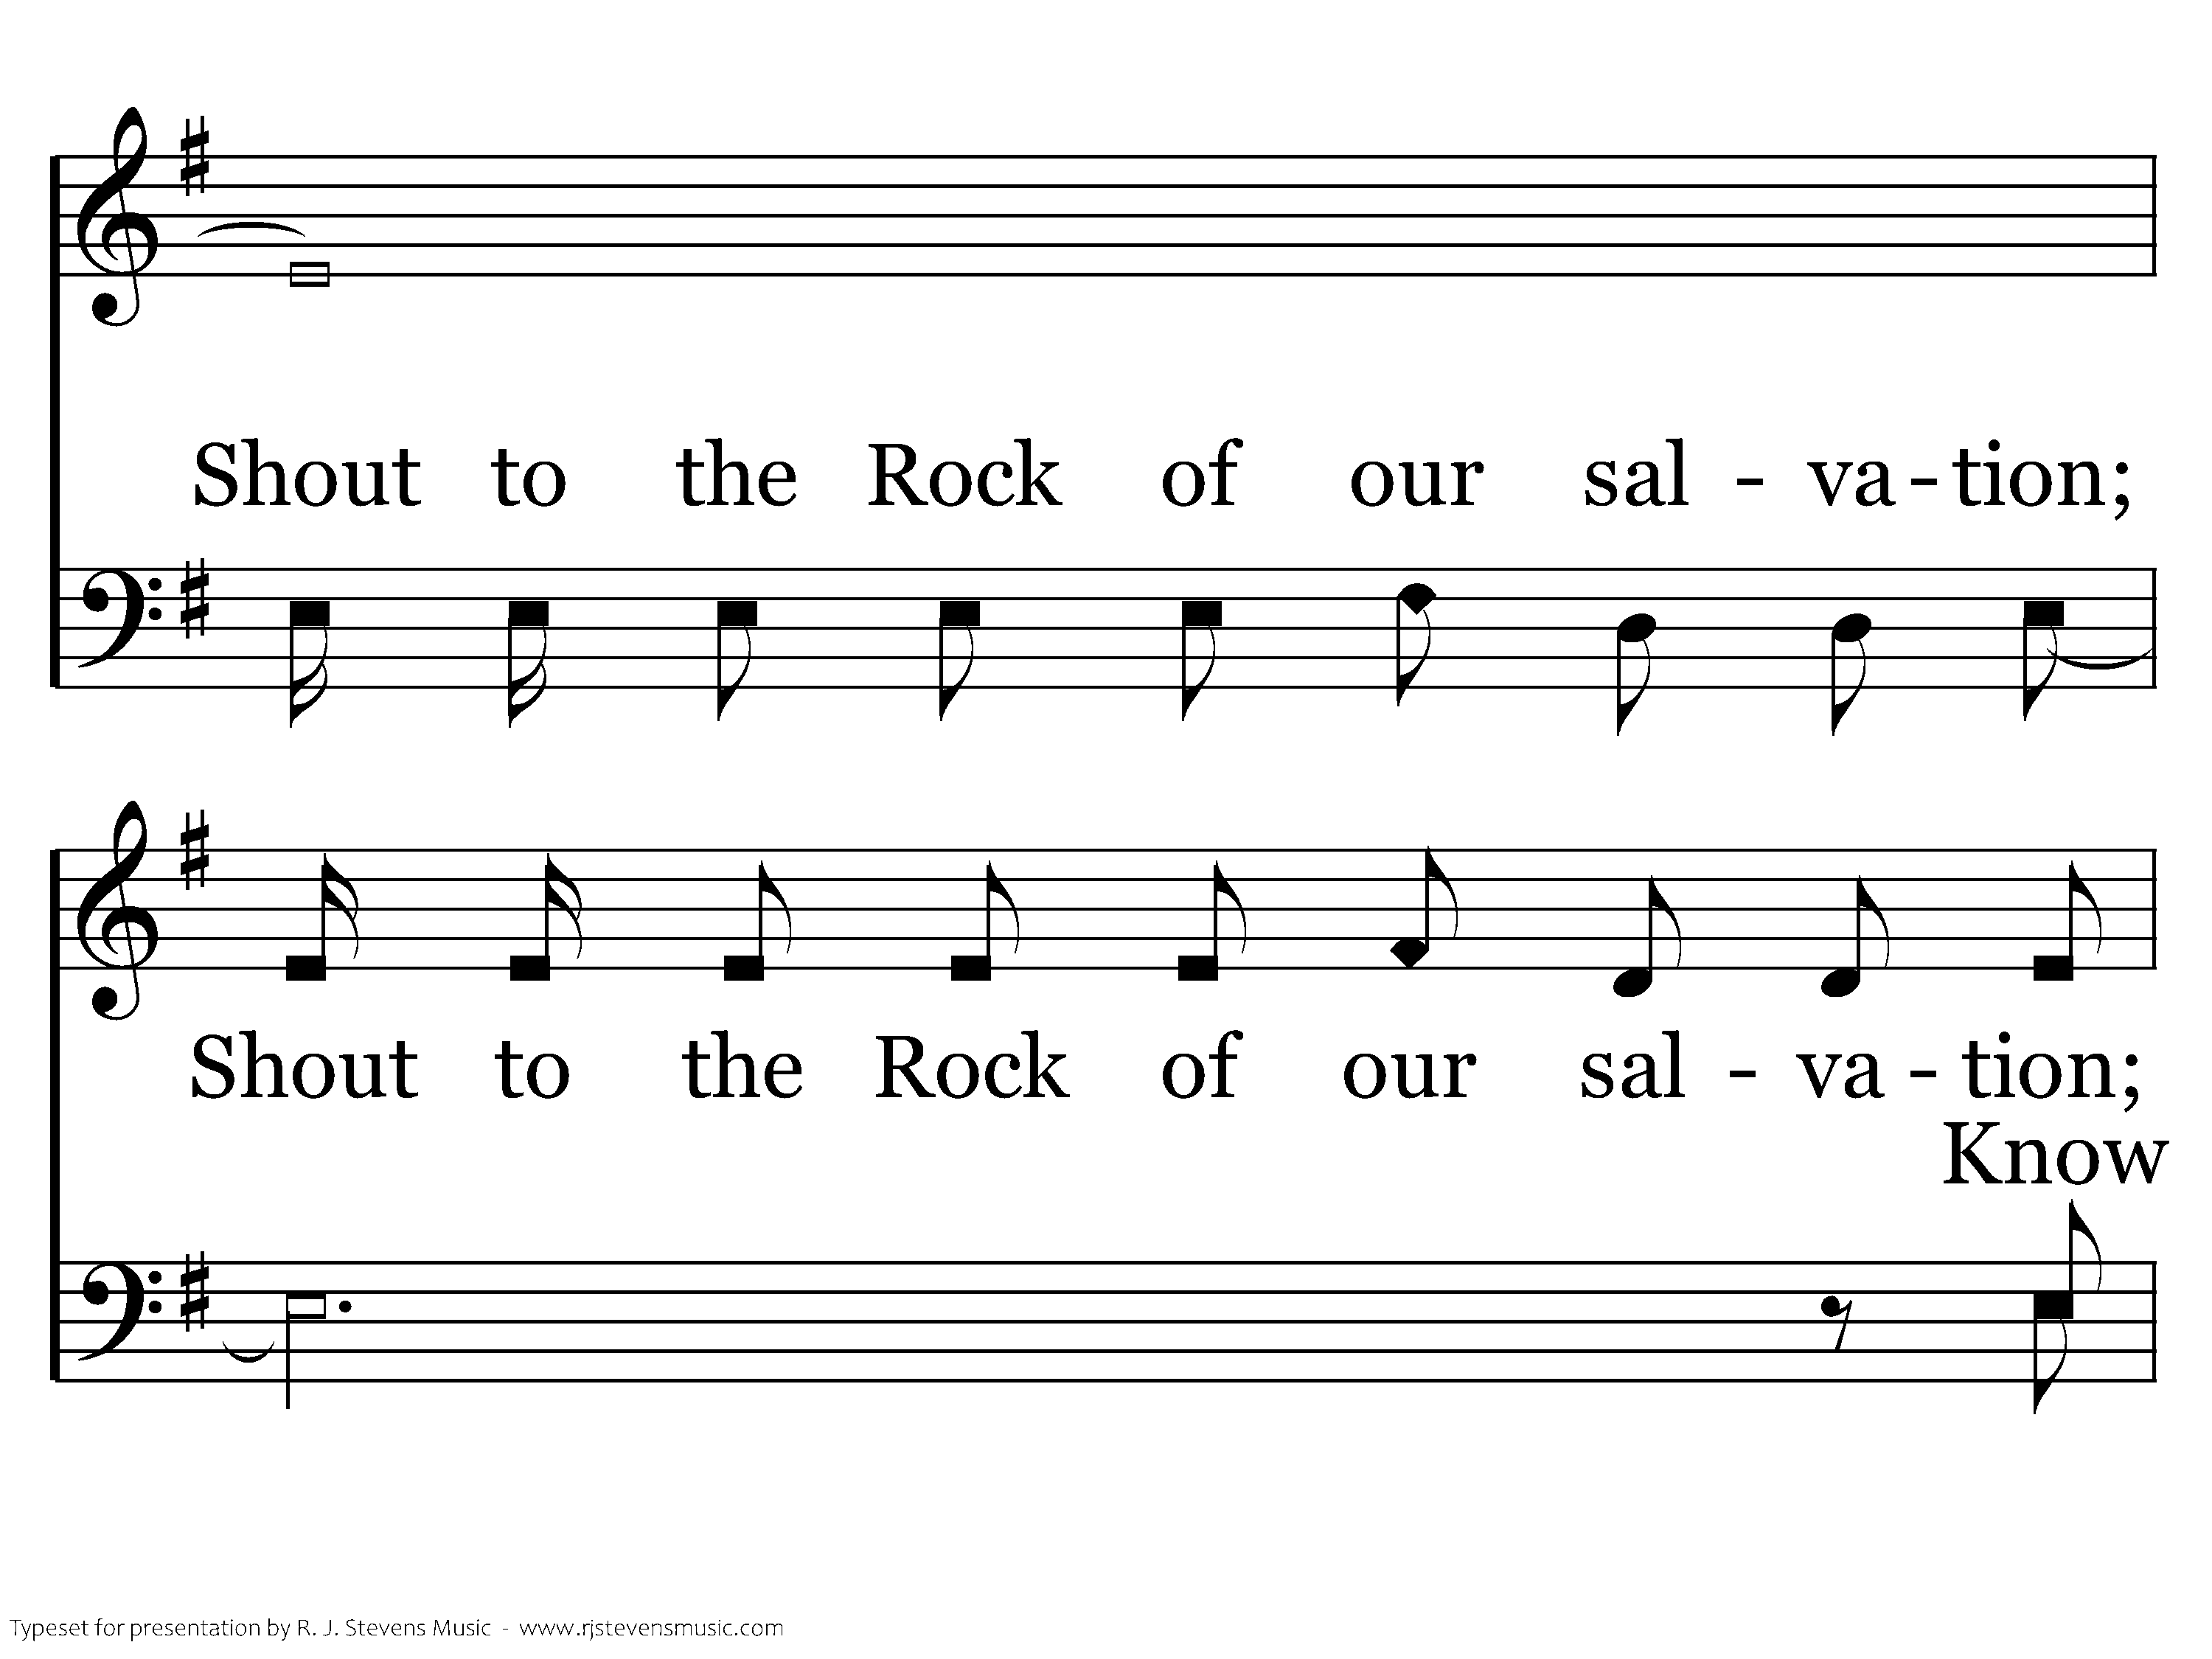 Shout to the Rock of our sal - va - tion;
Shout to the Rock of our sal - va - tion;
Know
Typeset for presentation by R. J. Stevens Music - www.rjstevensmusic.com